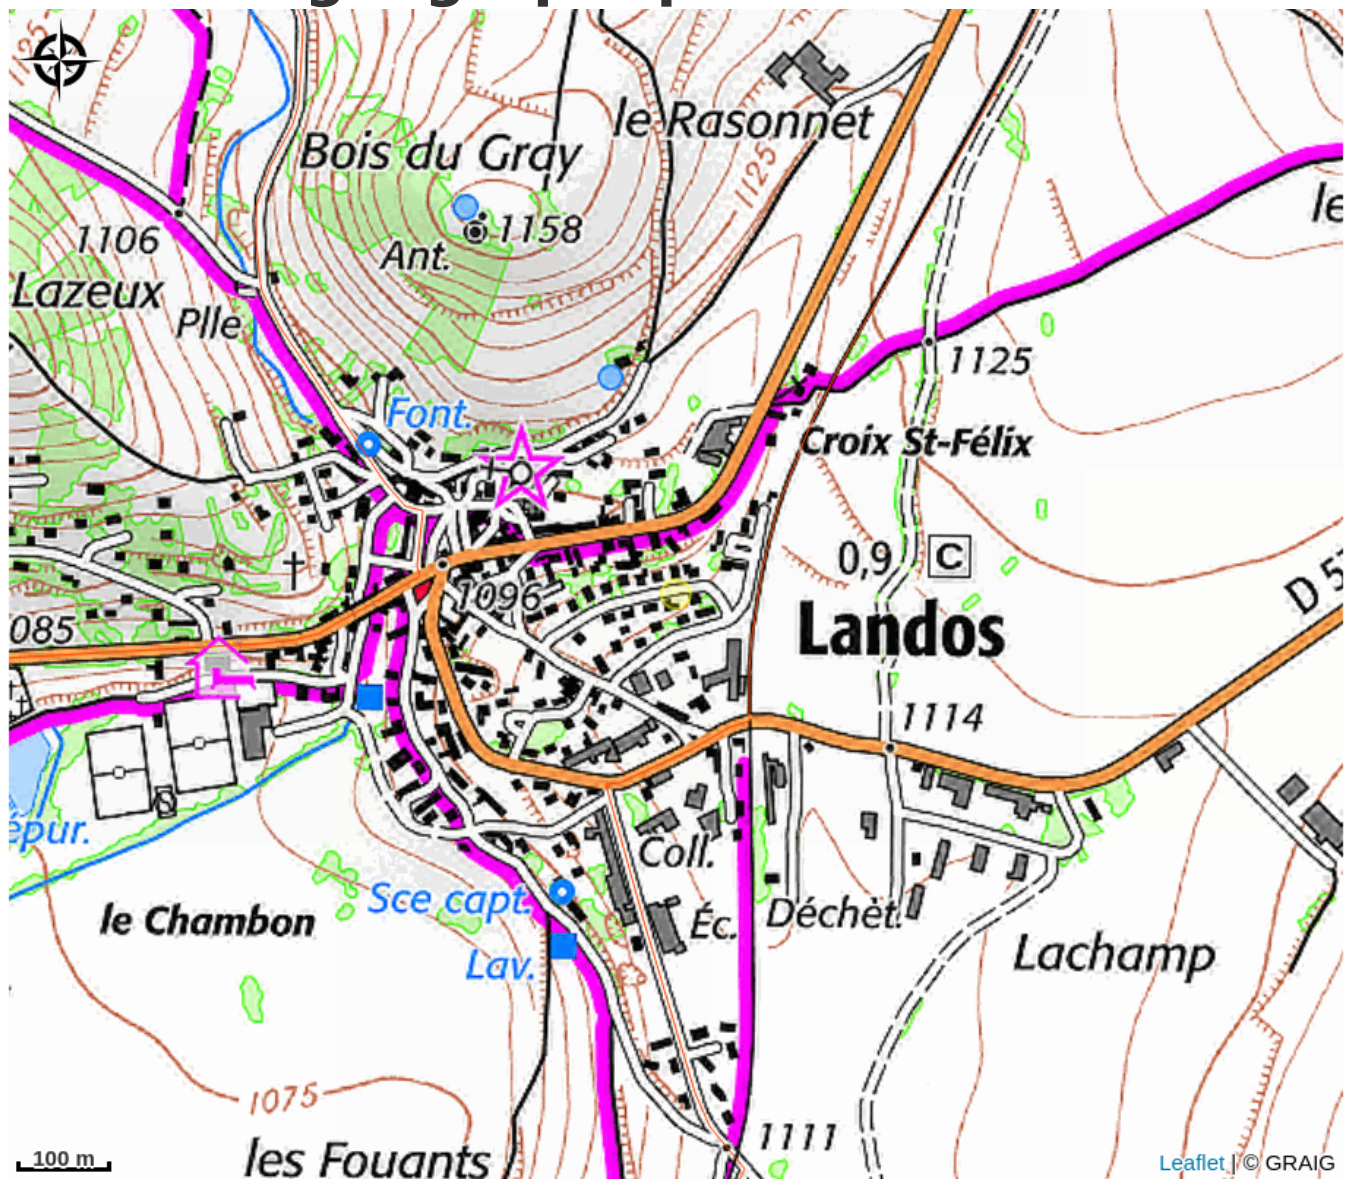 1125
le Rasonnet
Bois du Gray
1125
le
1158
1106
Ant.
Lazeux
Plle
1125
Font.
Croix St-Félix
0,9 C
D 5
1096
085
Landos
1114
épur.
Coll.
Sce capt.
le Chambon
Éc.
Déchèt.
Lav.
Lachamp
1075
1111
les Fouants
100 m
Leaflet | © GRAIG